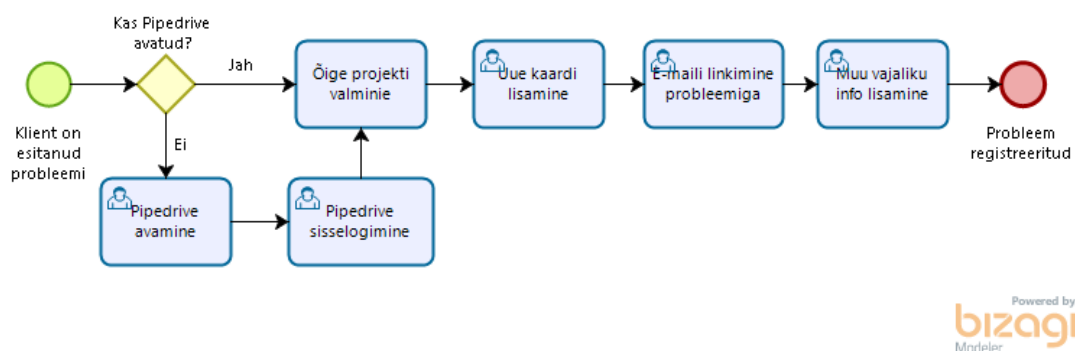 Kas Pipedrive
avatud?
Jah
Õige projekti
valminie
Uue kaardi
lisamine
E-maili linkimine
probleemiga
Muu vajaliku
info lisamine
Klient on
esitanud
probleemi
Ei
Probleem
registreeritud
Pipedrive
avamine
Pipedrive
sisselogimine
Powered by
bizagi
Modeler